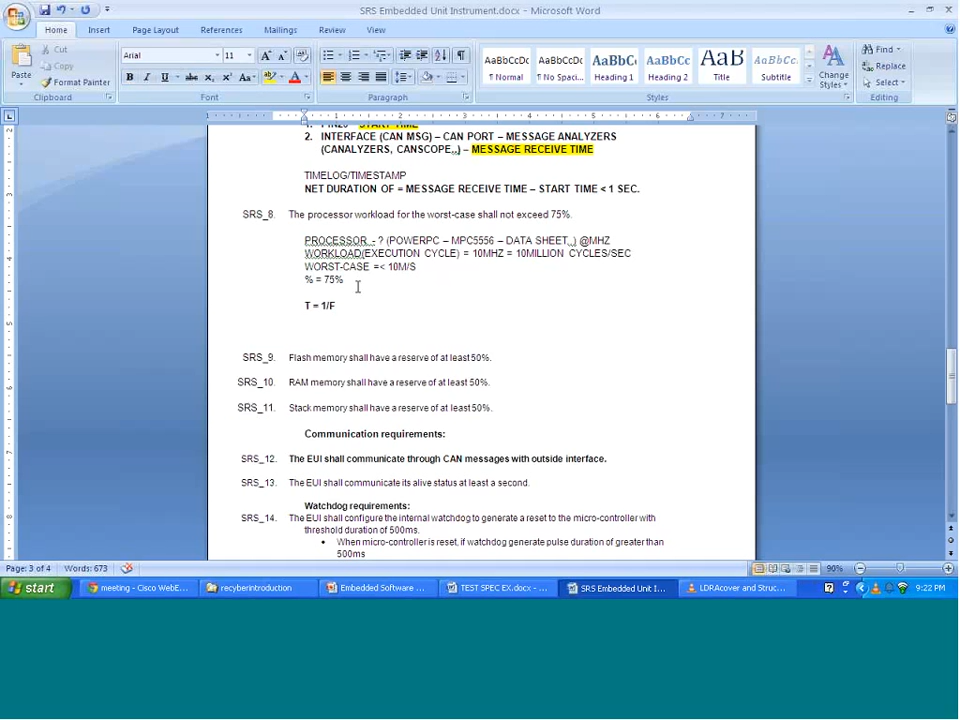 SRS Embedded Unit Instrument.docx - Microsoft Word
Home Insert Page Layout References Mailings Review View
Paste
Cut
Copy
Format Painter
Clipboard
Arial 11
Font
Paragraph
AaBbCcDc AaBbCcDc AaBbC AaBbCc AaB AaBbCc.
¶ Normal ¶ No Spaci... Heading 1 Heading 2 Title Subtitle
Styles
Change Styles
Find
Replace
Select
Editing
2. INTERFACE (CAN MSG) – CAN PORT – MESSAGE ANALYZERS
(CANALYZERS, CANSCOPE,,) – MESSAGE RECEIVE TIME
TIMELOG/TIMESTAMP
NET DURATION OF = MESSAGE RECEIVE TIME – START TIME < 1 SEC.
SRS_8. The processor workload for the worst-case shall not exceed 75%.
PROCESSOR - ? (POWERPC – MPC5556 – DATA SHEET,,) @MHZ
WORKLOAD(EXECUTION CYCLE) = 10MHZ = 10MILLION CYCLES/SEC
WORST-CASE =< 10M/S
% = 75%
T = 1/F
SRS_9. Flash memory shall have a reserve of at least 50%.
SRS_10. RAM memory shall have a reserve of at least 50%.
SRS_11. Stack memory shall have a reserve of at least 50%.
Communication requirements:
SRS_12. The EUI shall communicate through CAN messages with outside interface.
SRS_13. The EUI shall communicate its alive status at least a second.
Watchdog requirements:
SRS_14. The EUI shall configure the internal watchdog to generate a reset to the micro-controller with
threshold duration of 500ms.
• When micro-controller is reset, if watchdog generate pulse duration of greater than
500ms
Page: 3 of 4 Words: 673 90%
start meeting - Cisco WebE... recyberintroduction Embedded Software ... TEST SPEC EX.docx - ... SRS Embedded Unit I... LDRAcover and Struc... 9:22 PM